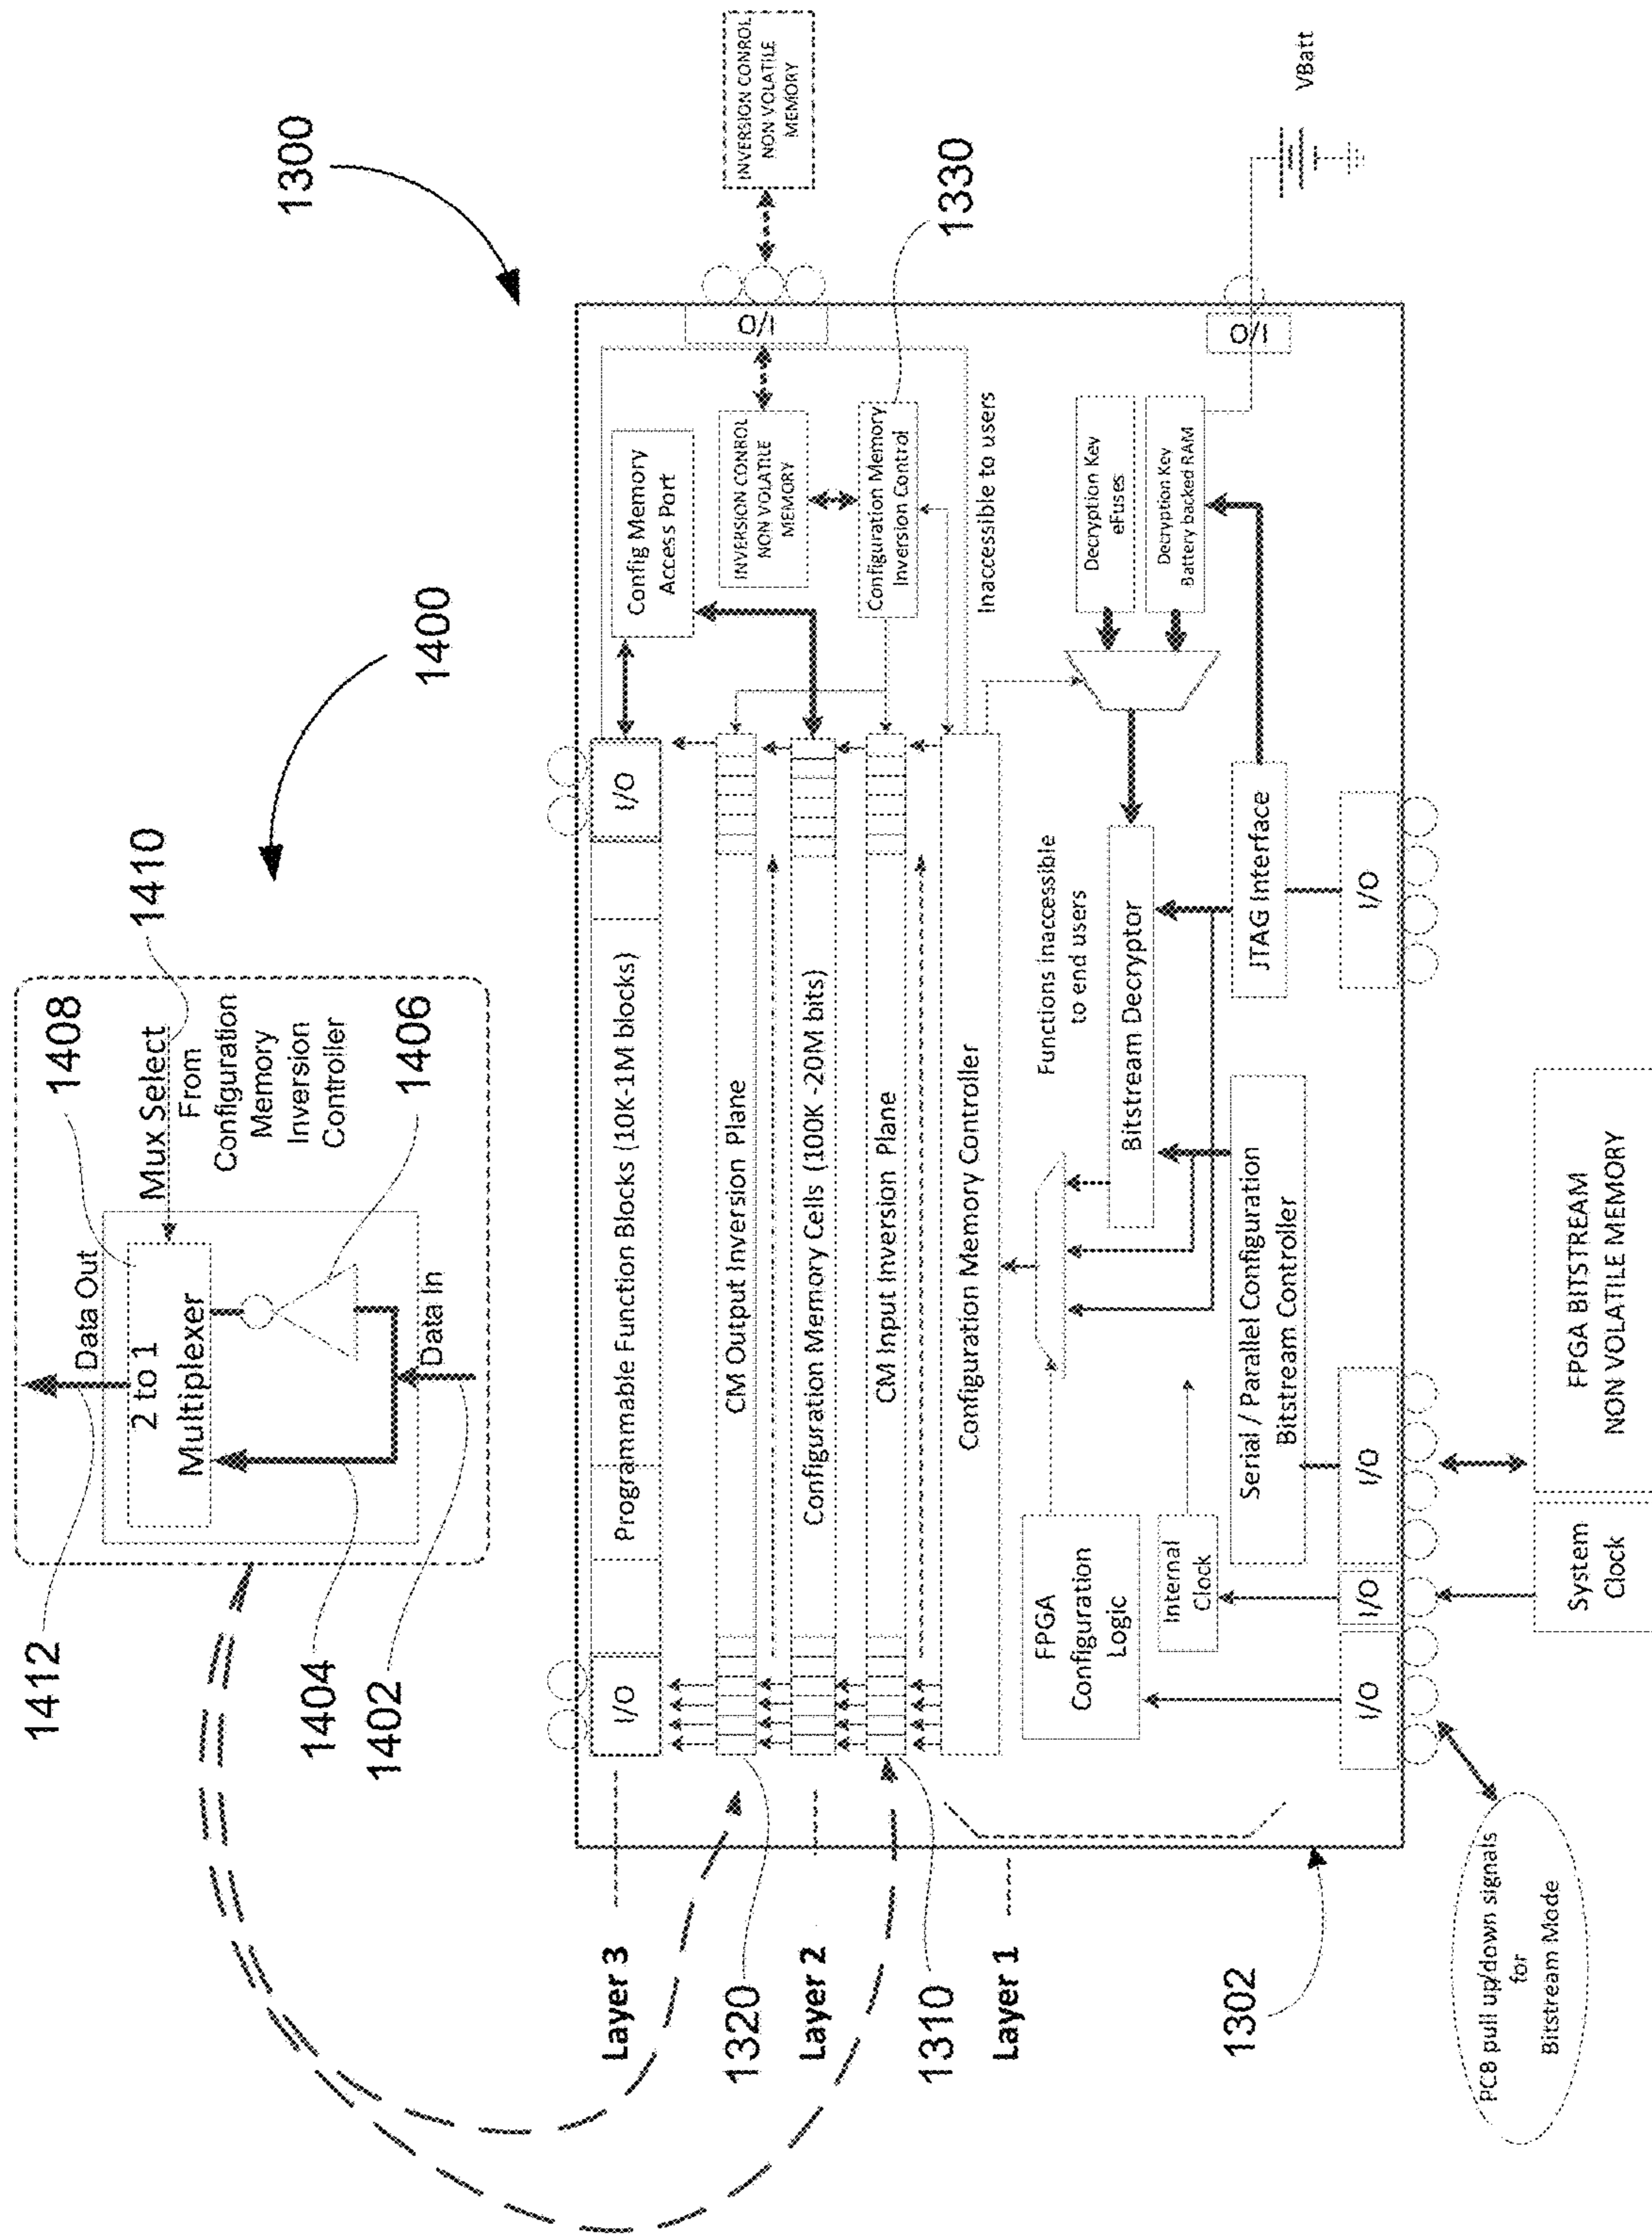 1412
1408
1410
1404
1402
1406
1400
1300
Data Out
2 to 1
Multiplexer
Mux Select
From
Configuration
Memory
Inversion
Controller
Data In
Layer 3
1320
Layer 2
1310
Layer 1
1302
I/O
Programmable Function Blocks (10K-1M blocks)
I/O
CM Output Inversion Plane
Configuration Memory Cells (100K -20M bits)
CM Input Inversion Plane
Configuration Memory Controller
Config Memory
Access Port
INVERSION CONROL
NON VOLATILE
MEMORY
Configuration Memory
Inversion Control
I/O
INVERSION CONROL
NON VOLATILE
MEMORY
1330
Inaccessible to users
FPGA
Configuration
Logic
Functions inaccessible
to end users
Bitstream Decryptor
Decryption Key
eFuses
Decryption Key
Battery backed RAM
I/O
VBatt
Internal
Clock
Serial / Parallel Configuration
Bitstream Controller
JTAG Interface
I/O
I/O
I/O
I/O
PC8 pull up/down signals
for
Bitstream Mode
System
Clock
FPGA BITSTREAM
NON VOLATILE MEMORY